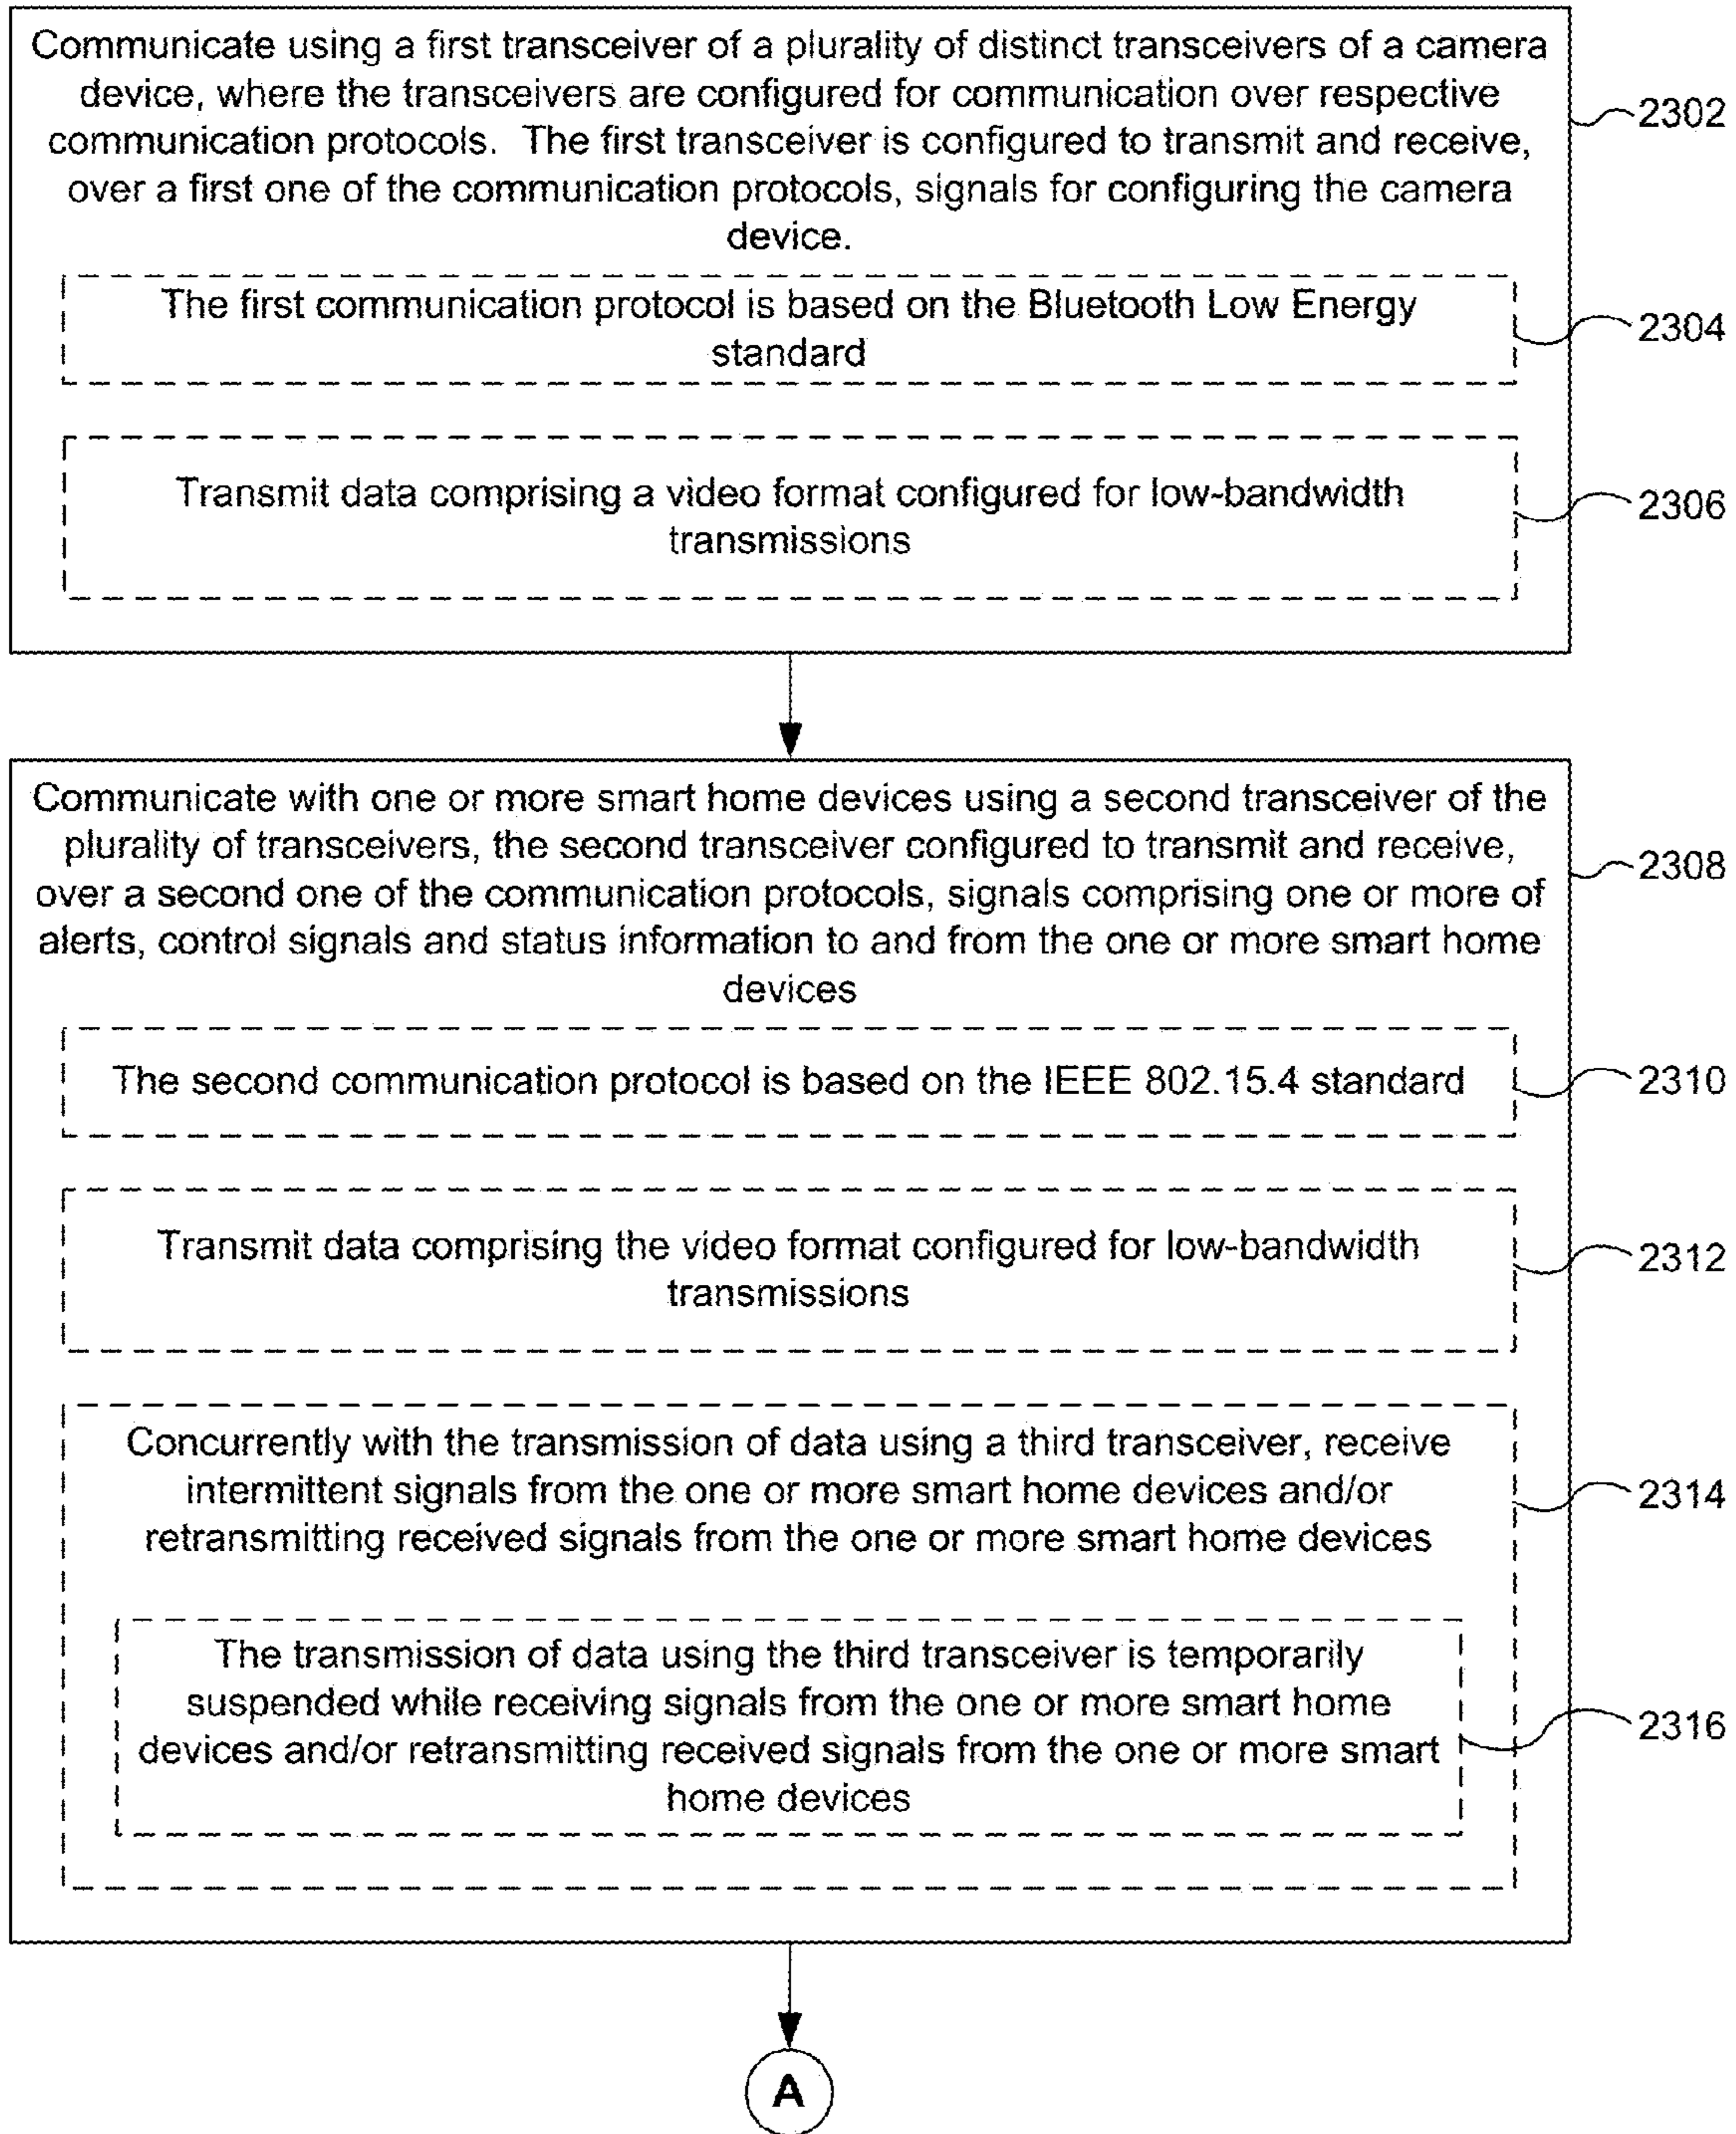 Communicate using a first transceiver of a plurality of distinct transceivers of a camera
device, where the transceivers are configured for communication over respective
communication protocols. The first transceiver is configured to transmit and receive,
over a first one of the communication protocols, signals for configuring the camera
device.
2302
The first communication protocol is based on the Bluetooth Low Energy
standard
2304
Transmit data comprising a video format configured for low-bandwidth
transmissions
2306
Communicate with one or more smart home devices using a second transceiver of the
plurality of transceivers, the second transceiver configured to transmit and receive,
over a second one of the communication protocols, signals comprising one or more of
alerts, control signals and status information to and from the one or more smart home
devices
2308
The second communication protocol is based on the IEEE 802.15.4 standard
2310
Transmit data comprising the video format configured for low-bandwidth
transmissions
2312
Concurrently with the transmission of data using a third transceiver, receive
intermittent signals from the one or more smart home devices and/or
retransmitting received signals from the one or more smart home devices
2314
The transmission of data using the third transceiver is temporarily
suspended while receiving signals from the one or more smart home
devices and/or retransmitting received signals from the one or more smart
home devices
2316
A